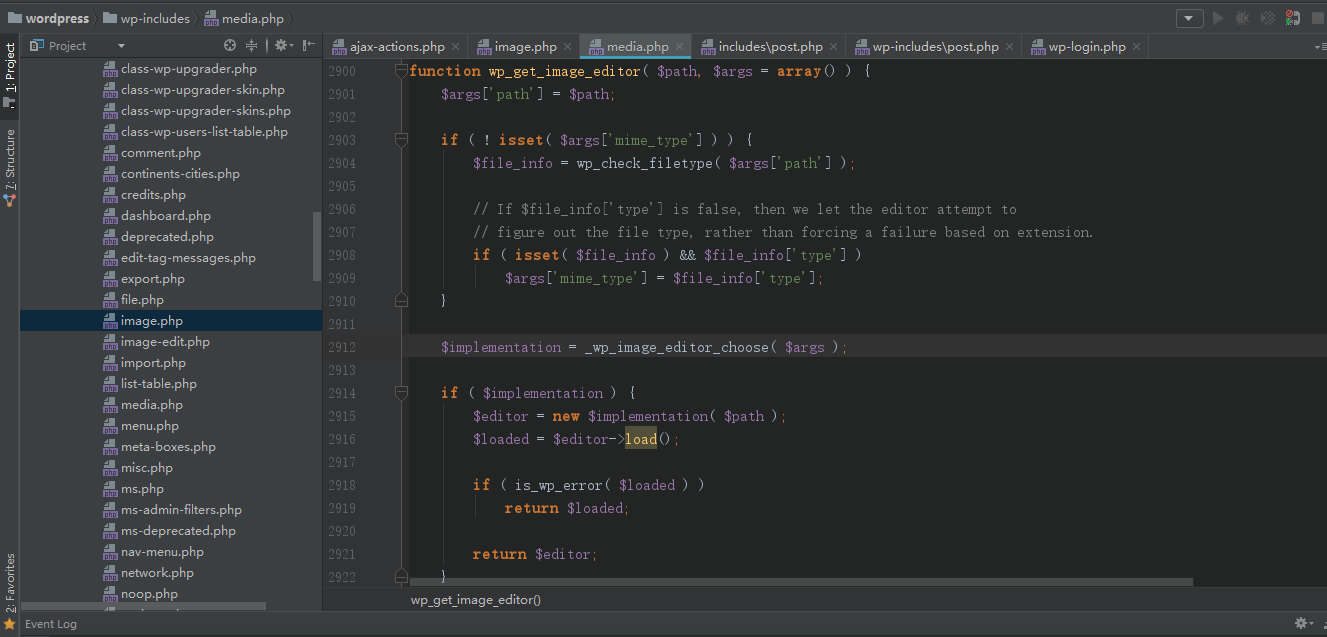 wordpress wp-includes media.php
Project
ajax-actions.php image.php media.php includes\post.php wp-includes\post.php wp-login.php
1: Project
7: Structure
2: Favorites
class-wp-upgrader.php
class-wp-upgrader-skin.php
class-wp-upgrader-skins.php
class-wp-users-list-table.php
comment.php
continents-cities.php
credits.php
dashboard.php
deprecated.php
edit-tag-messages.php
export.php
file.php
image.php
image-edit.php
import.php
list-table.php
media.php
menu.php
meta-boxes.php
misc.php
ms.php
ms-admin-filters.php
ms-deprecated.php
nav-menu.php
network.php
noop.php
2900 function wp_get_image_editor( $path, $args = array() ) {
2901 $args['path'] = $path;
2902
2903 if ( ! isset( $args['mime_type'] ) ) {
2904 $file_info = wp_check_filetype( $args['path'] );
2905
2906 // If $file_info['type'] is false, then we let the editor attempt to
2907 // figure out the file type, rather than forcing a failure based on extension.
2908 if ( isset( $file_info ) && $file_info['type'] )
2909 $args['mime_type'] = $file_info['type'];
2910 }
2911
2912 $implementation = _wp_image_editor_choose( $args );
2913
2914 if ( $implementation ) {
2915 $editor = new $implementation( $path );
2916 $loaded = $editor->load();
2917
2918 if ( is_wp_error( $loaded ) )
2919 return $loaded;
2920
2921 return $editor;
2922 }
wp_get_image_editor()
Event Log